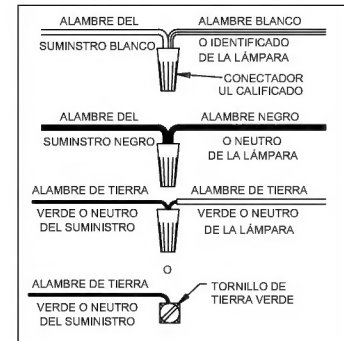 ALAMBRE DEL
SUMINSTRO BLANCO
ALAMBRE BLANCO
O IDENTIFICADO
DE LA LÁMPARA
CONECTADOR
UL CALIFICADO
ALAMBRE DEL
SUMINSTRO NEGRO
ALAMBRE NEGRO
O NEUTRO
DE LA LÁMPARA
ALAMBRE DE TIERRA
VERDE O NEUTRO
DEL SUMINISTRO
ALAMBRE DE TIERRA
VERDE O NEUTRO
DE LA LÁMPARA
O
ALAMBRE DE TIERRA
VERDE O NEUTRO
DEL SUMINISTRO
TORNILLO DE
TIERRA VERDE